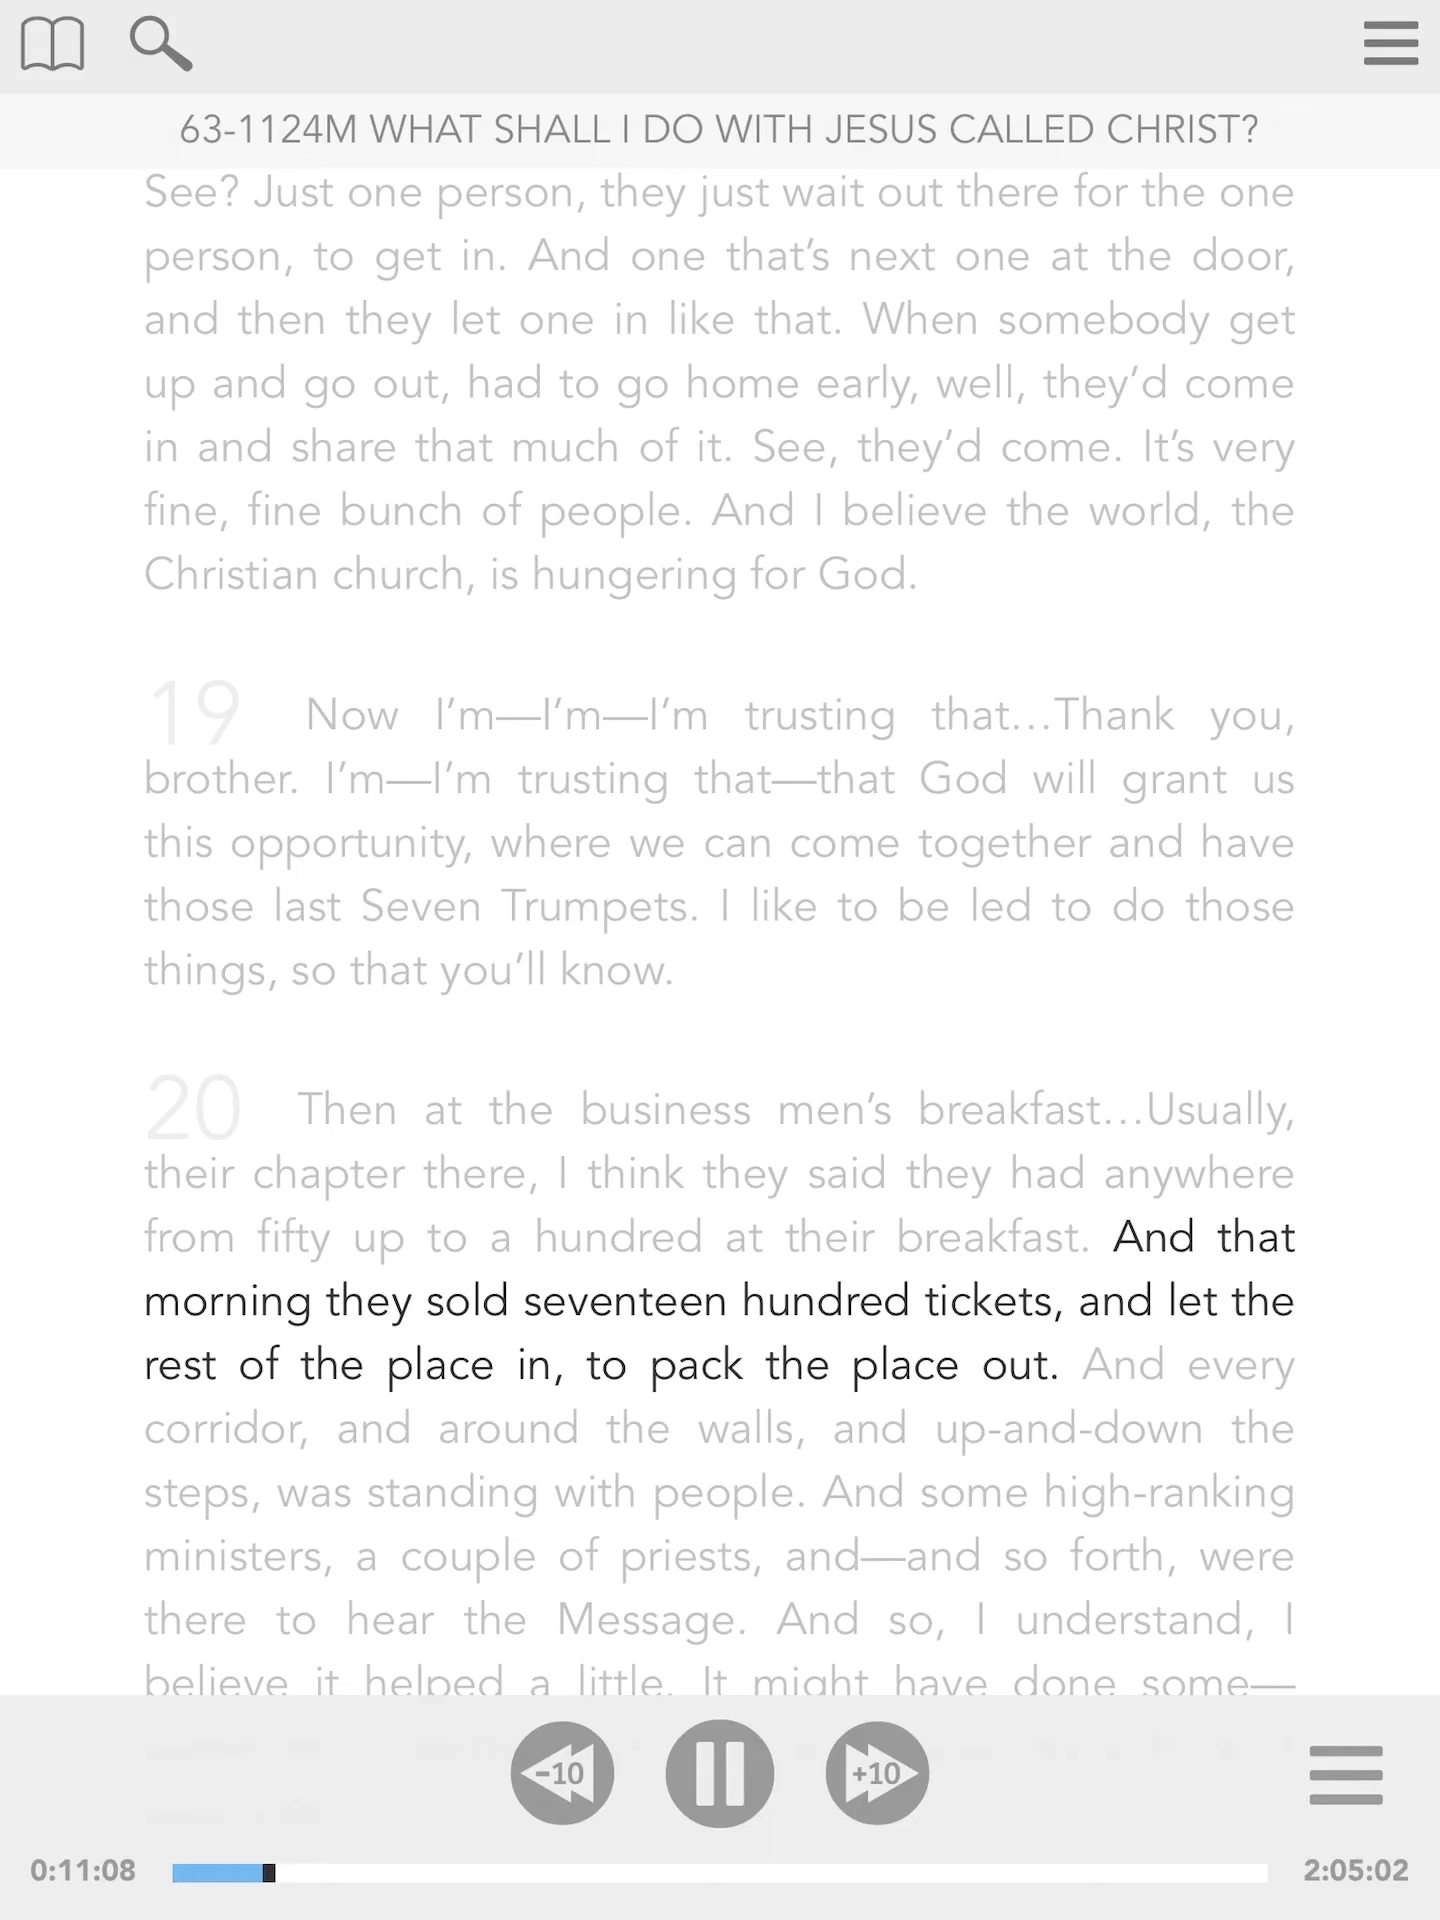 63-1124M WHAT SHALL I DO WITH JESUS CALLED CHRIST?
See? Just one person, they just wait out there for the one
person, to get in. And one that’s next one at the door,
and then they let one in like that. When somebody get
up and go out, had to go home early, well, they’d come
in and share that much of it. See, they’d come. It’s very
fine, fine bunch of people. And I believe the world, the
Christian church, is hungering for God.
19 Now I’m—I’m—I’m trusting that…Thank you,
brother. I’m—I’m trusting that—that God will grant us
this opportunity, where we can come together and have
those last Seven Trumpets. I like to be led to do those
things, so that you’ll know.
20 Then at the business men’s breakfast…Usually,
their chapter there, I think they said they had anywhere
from fifty up to a hundred at their breakfast. And that
morning they sold seventeen hundred tickets, and let the
rest of the place in, to pack the place out. And every
corridor, and around the walls, and up-and-down the
steps, was standing with people. And some high-ranking
ministers, a couple of priests, and—and so forth, were
there to hear the Message. And so, I understand, I
believe it helped a little. It might have done some—
-10 +10
0:11:08 2:05:02